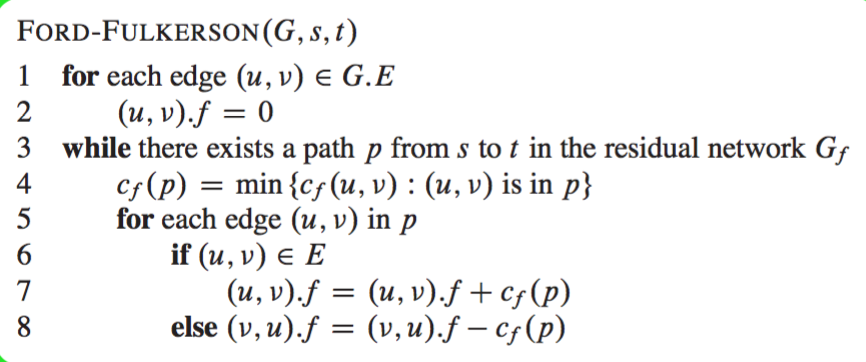 FORD-FULKERSON(G, s, t)
1 for each edge (u, v) ∈ G.E
2 (u, v).f = 0
3 while there exists a path p from s to t in the residual network G_f
4 c_f(p) = min {c_f(u, v) : (u, v) is in p}
5 for each edge (u, v) in p
6 if (u, v) ∈ E
7 (u, v).f = (u, v).f + c_f(p)
8 else (v, u).f = (v, u).f − c_f(p)